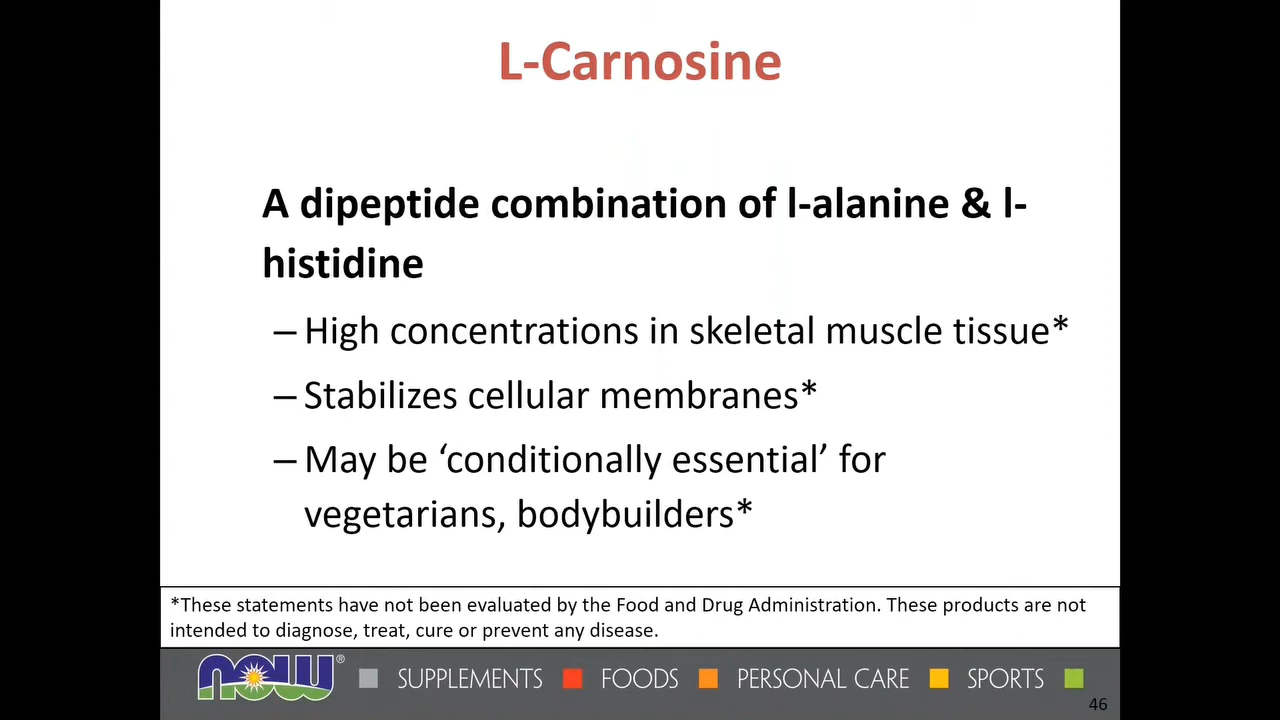 L-Carnosine
A dipeptide combination of l-alanine & l-
histidine
– High concentrations in skeletal muscle tissue*
– Stabilizes cellular membranes*
– May be ‘conditionally essential’ for
vegetarians, bodybuilders*
*These statements have not been evaluated by the Food and Drug Administration. These products are not
intended to diagnose, treat, cure or prevent any disease.
now® SUPPLEMENTS FOODS PERSONAL CARE SPORTS
46